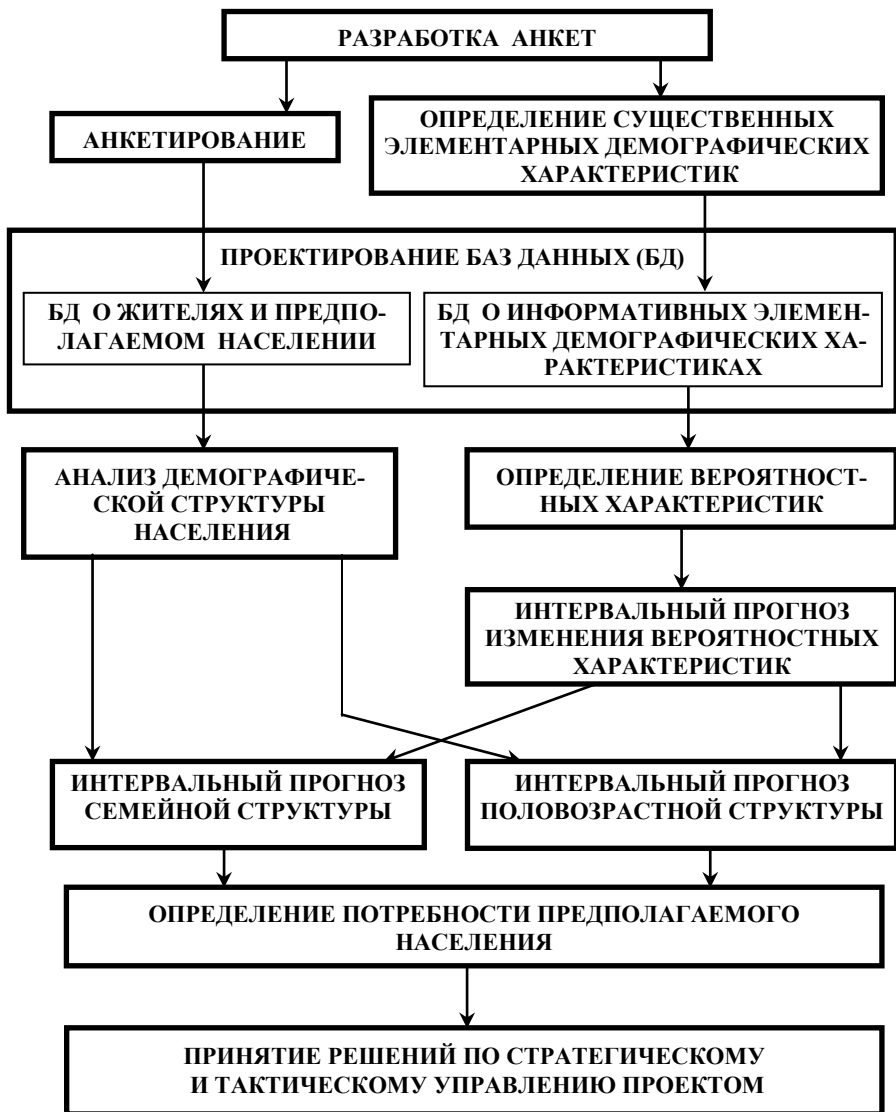 РАЗРАБОТКА АНКЕТ
АНКЕТИРОВАНИЕ
ОПРЕДЕЛЕНИЕ СУЩЕСТВЕННЫХ
ЭЛЕМЕНТАРНЫХ ДЕМОГРАФИЧЕСКИХ
ХАРАКТЕРИСТИК
ПРОЕКТИРОВАНИЕ БАЗ ДАННЫХ (БД)
БД О ЖИТЕЛЯХ И ПРЕДПО-
ЛАГАЕМОМ НАСЕЛЕНИИ
БД О ИНФОРМАТИВНЫХ ЭЛЕМЕН-
ТАРНЫХ ДЕМОГРАФИЧЕСКИХ ХА-
РАКТЕРИСТИКАХ
АНАЛИЗ ДЕМОГРАФИЧЕ-
СКОЙ СТРУКТУРЫ
НАСЕЛЕНИЯ
ОПРЕДЕЛЕНИЕ ВЕРОЯТНОСТ-
НЫХ ХАРАКТЕРИСТИК
ИНТЕРВАЛЬНЫЙ ПРОГНОЗ
ИЗМЕНЕНИЯ ВЕРОЯТНОСТНЫХ
ХАРАКТЕРИСТИК
ИНТЕРВАЛЬНЫЙ ПРОГНОЗ
СЕМЕЙНОЙ СТРУКТУРЫ
ИНТЕРВАЛЬНЫЙ ПРОГНОЗ
ПОЛОВОЗРАСТНОЙ СТРУКТУРЫ
ОПРЕДЕЛЕНИЕ ПОТРЕБНОСТИ ПРЕДПОЛАГАЕМОГО
НАСЕЛЕНИЯ
ПРИНЯТИЕ РЕШЕНИЙ ПО СТРАТЕГИЧЕСКОМУ
И ТАКТИЧЕСКОМУ УПРАВЛЕНИЮ ПРОЕКТОМ